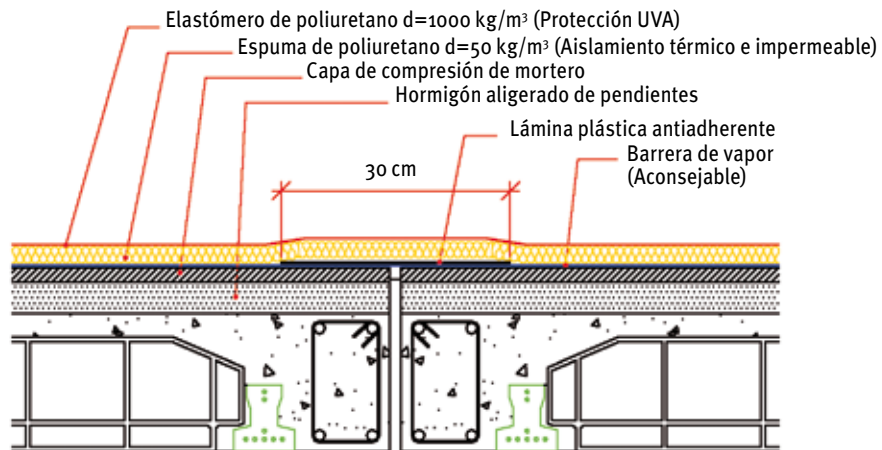 Elastómero de poliuretano d=1000 kg/m³ (Protección UVA)
Espuma de poliuretano d=50 kg/m³ (Aislamiento térmico e impermeable)
Capa de compresión de mortero
Hormigón aligerado de pendientes
Lámina plástica antiadherente
Barrera de vapor
(Aconsejable)
30 cm